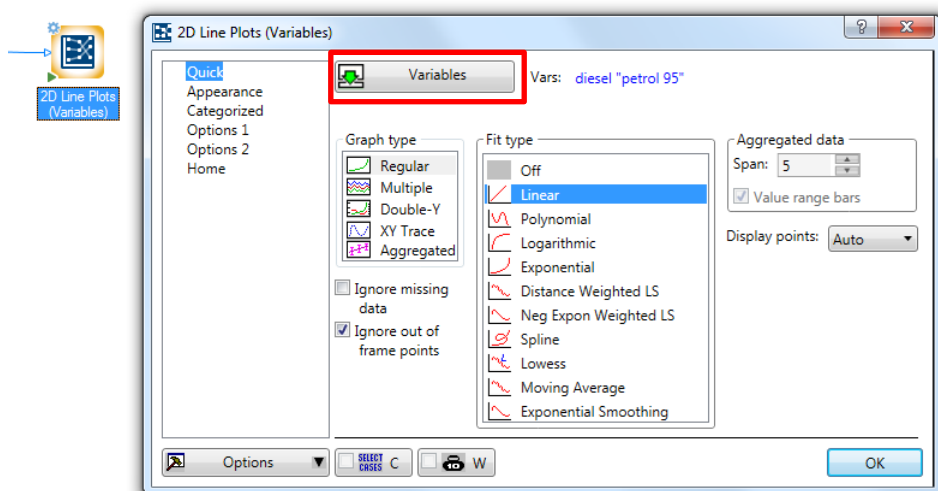 2D Line Plots
(Variables)
2D Line Plots (Variables)
?
Quick
Appearance
Categorized
Options 1
Options 2
Home
Variables
Vars: diesel "petrol 95"
Graph type
Regular
Multiple
Double-Y
XY Trace
Aggregated
Ignore missing
data
Ignore out of
frame points
Fit type
Off
Linear
Polynomial
Logarithmic
Exponential
Distance Weighted LS
Neg Expon Weighted LS
Spline
Lowess
Moving Average
Exponential Smoothing
Aggregated data
Span: 5
Value range bars
Display points: Auto
Options
SELECT
CASES C
10 W
OK